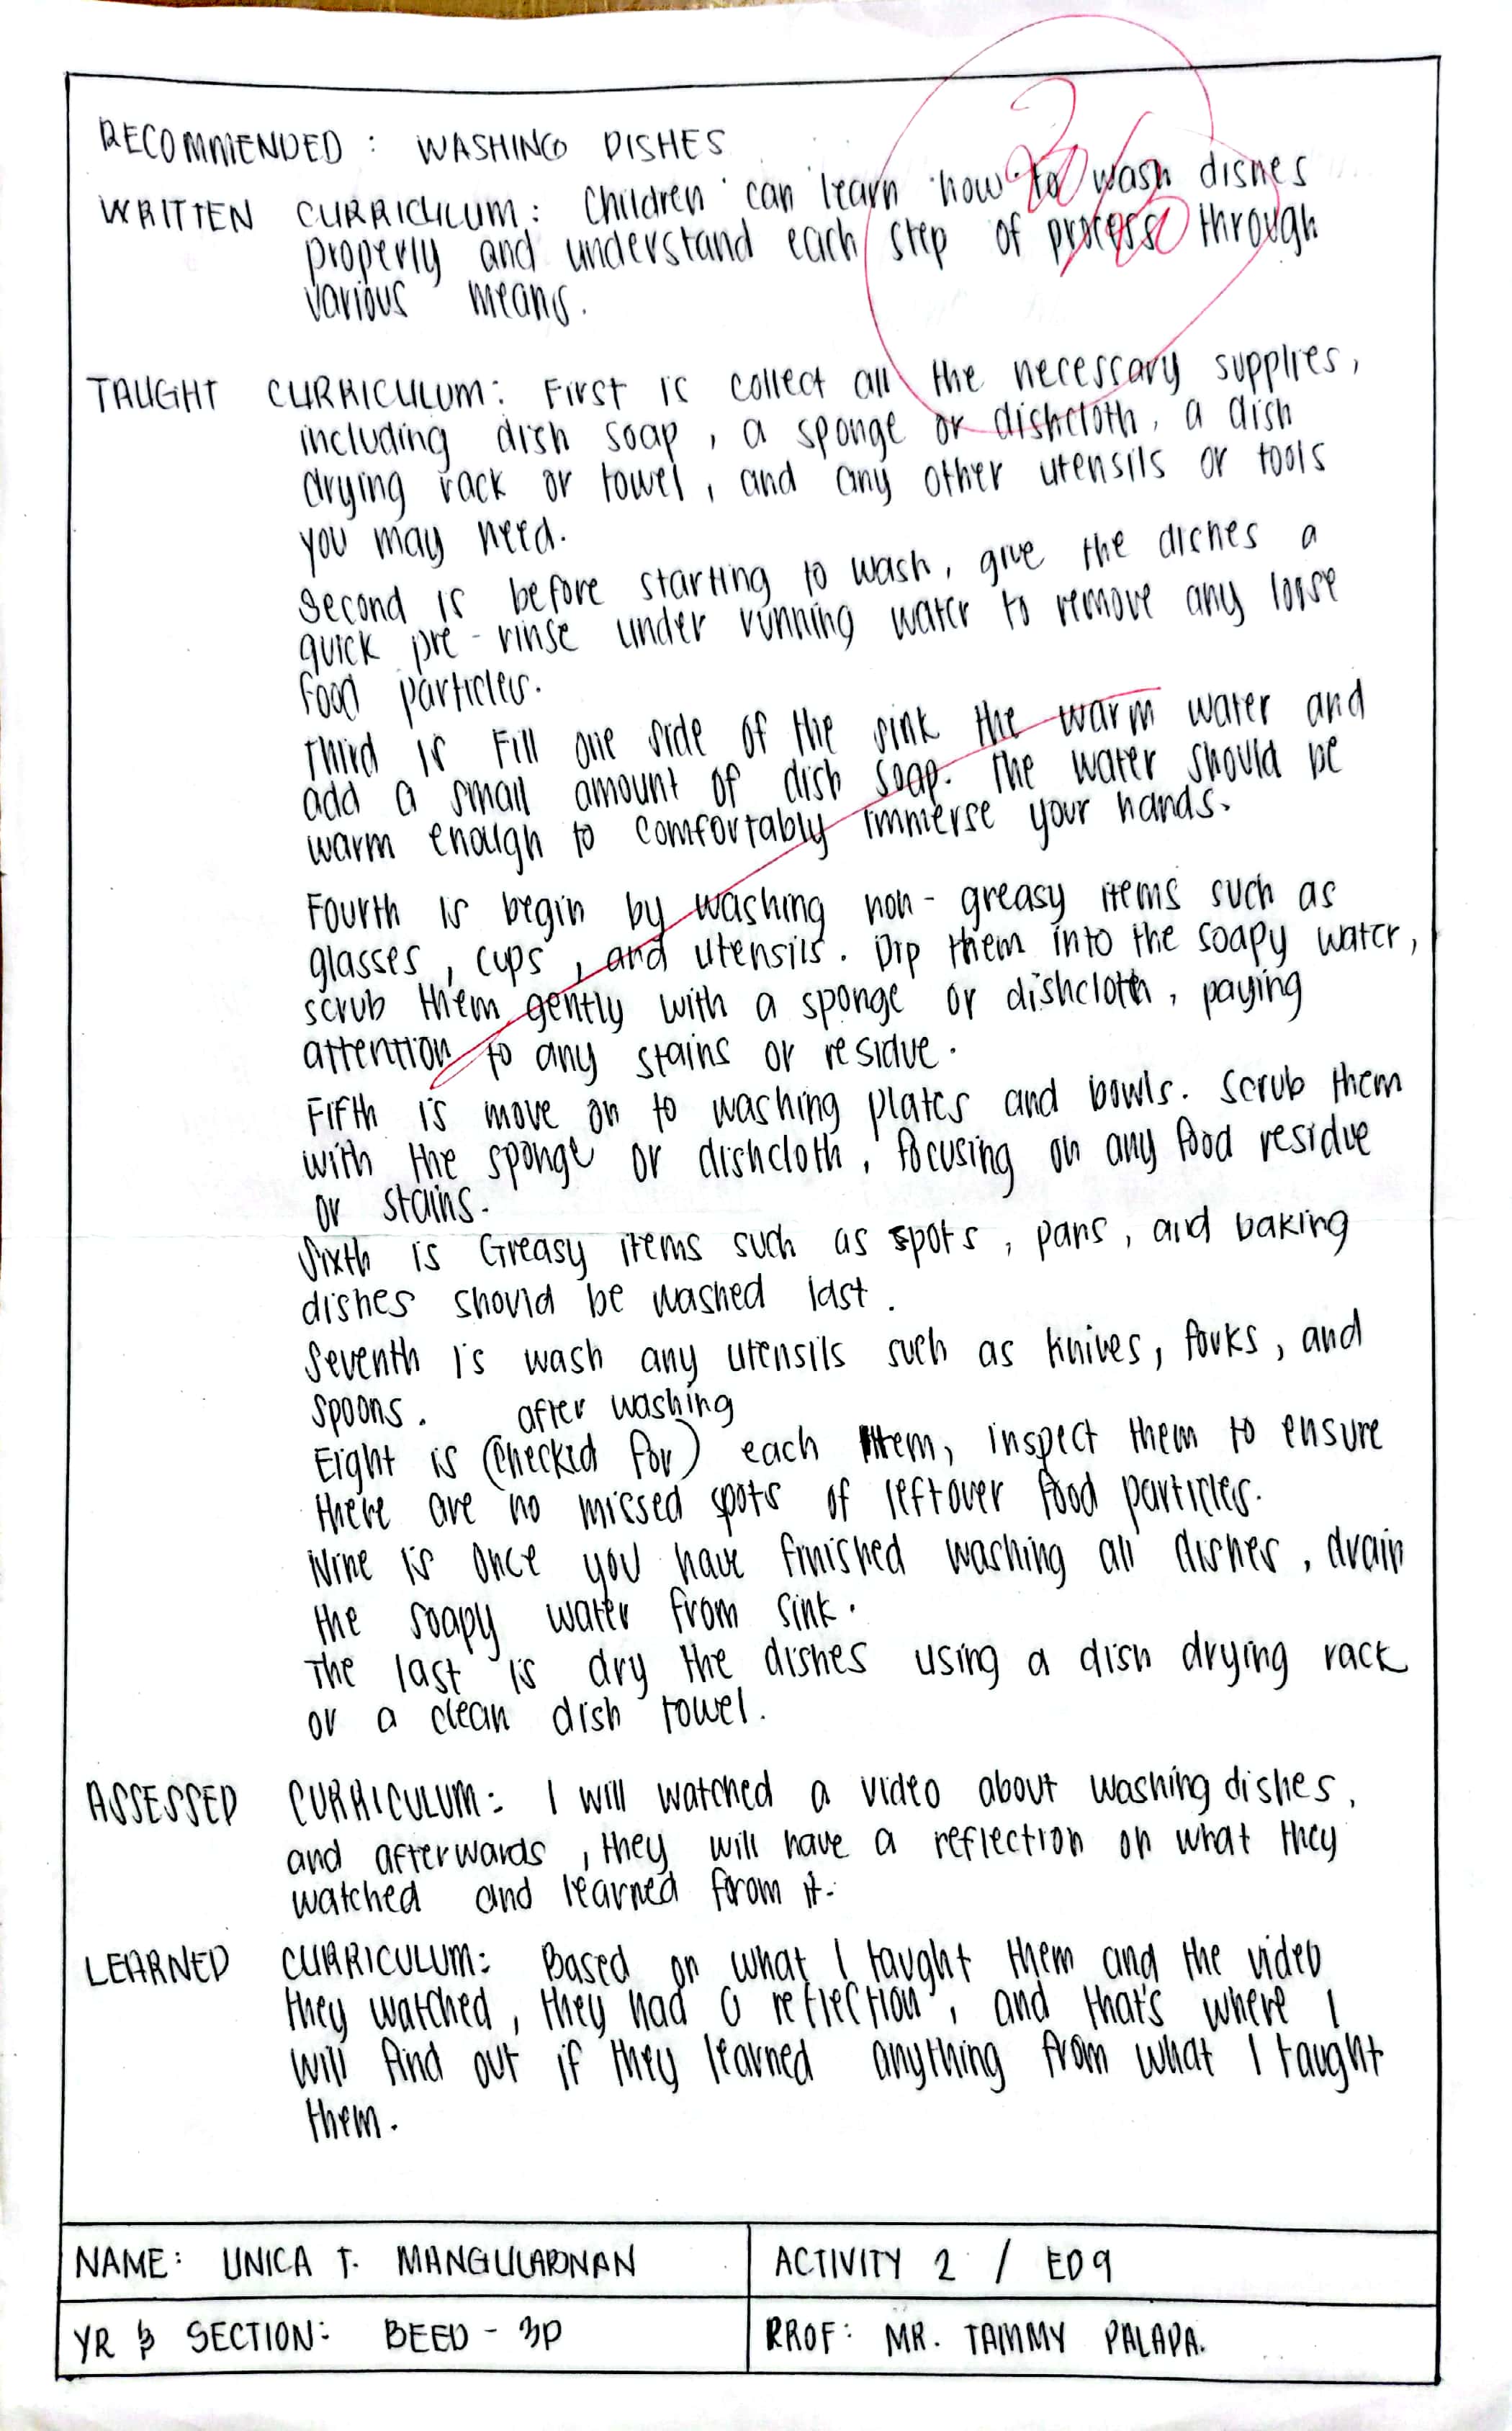 RECOMMENDED : WASHING DISHES
WRITTEN CURRICULUM : Children can learn how to wash dishes
properly and understand each step of process through
various means.
TAUGHT CURRICULUM : First is collect all the necessary supplies,
including dish soap, a sponge or dishcloth, a dish
drying rack or towel, and any other utensils or tools
you may need.
Second is before starting to wash, give the dishes a
quick pre-rinse under running water to remove any loose
food particles.
Third is Fill one side of the sink the warm water and
add a small amount of dish soap. the water should be
warm enough to comfortably immerse your hands.
Fourth is begin by washing non-greasy items such as
glasses, cups, and utensils. Dip them into the soapy water,
scrub them gently with a sponge or dishcloth, paying
attention to any stains or residue.
Fifth is move on to washing plates and bowls. Scrub them
with the sponge or dishcloth, focusing on any food residue
or stains.
Sixth is Greasy items such as spots, pans, and baking
dishes should be washed last.
Seventh is wash any utensils such as knives, forks, and
spoons.
after washing
Eight is (checked for) each item, inspect them to ensure
there are no missed spots of leftover food particles.
Nine is once you have finished washing all dishes, drain
the soapy water from sink.
The last is dry the dishes using a dish drying rack
or a clean dish towel.
ASSESSED CURRICULUM : I will watched a video about washing dishes,
and afterwards, they will have a reflection on what they
watched and learned from it.
LEARNED CURRICULUM : Based on what I taught them and the video
they watched, they had a reflection, and that's where I
will find out if they learned anything from what I taught
them.
NAME : UNICA T. ACTIVITY 2 / ED9
YR & SECTION : BEED - 3D PROF : MR. TAMMY PALAPA.